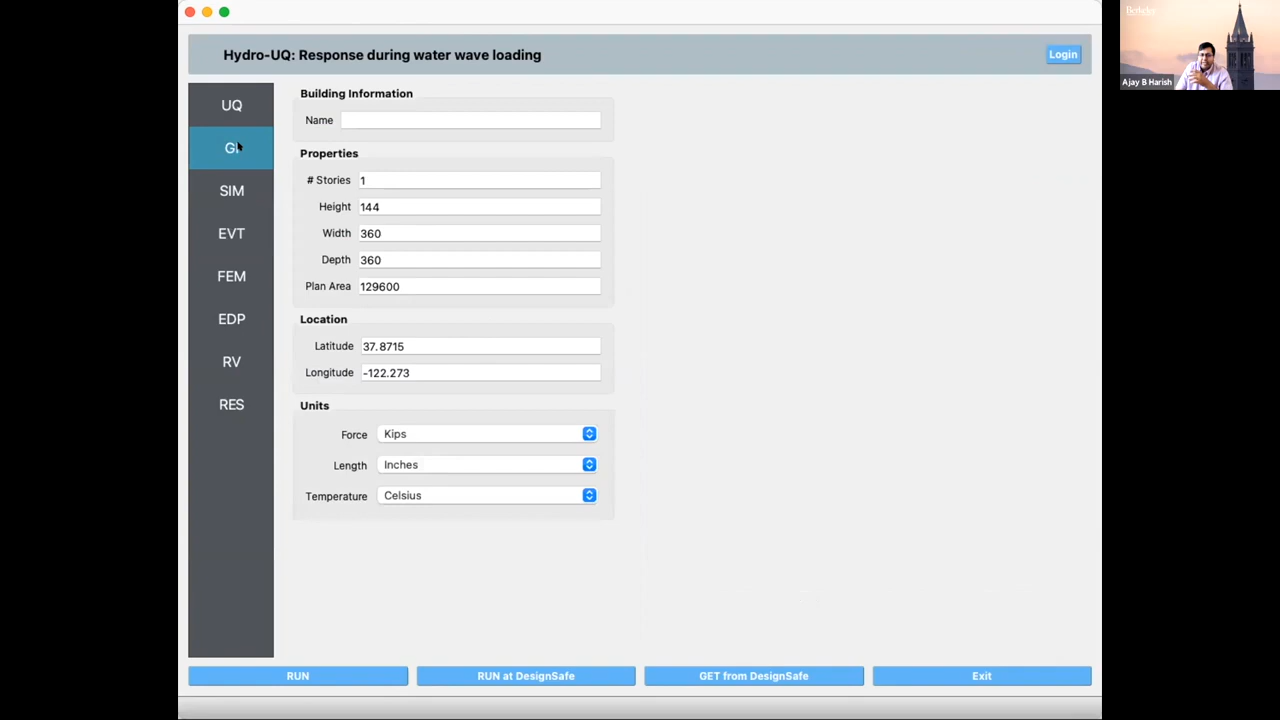 Hydro-UQ: Response during water wave loading
Login
UQ
GI
SIM
EVT
FEM
EDP
RV
RES
Building Information
Name
Properties
# Stories 1
Height 144
Width 360
Depth 360
Plan Area 129600
Location
Latitude 37.8715
Longitude -122.273
Units
Force Kips
Length Inches
Temperature Celsius
RUN
RUN at DesignSafe
GET from DesignSafe
Exit
Berkeley
Ajay B Harish